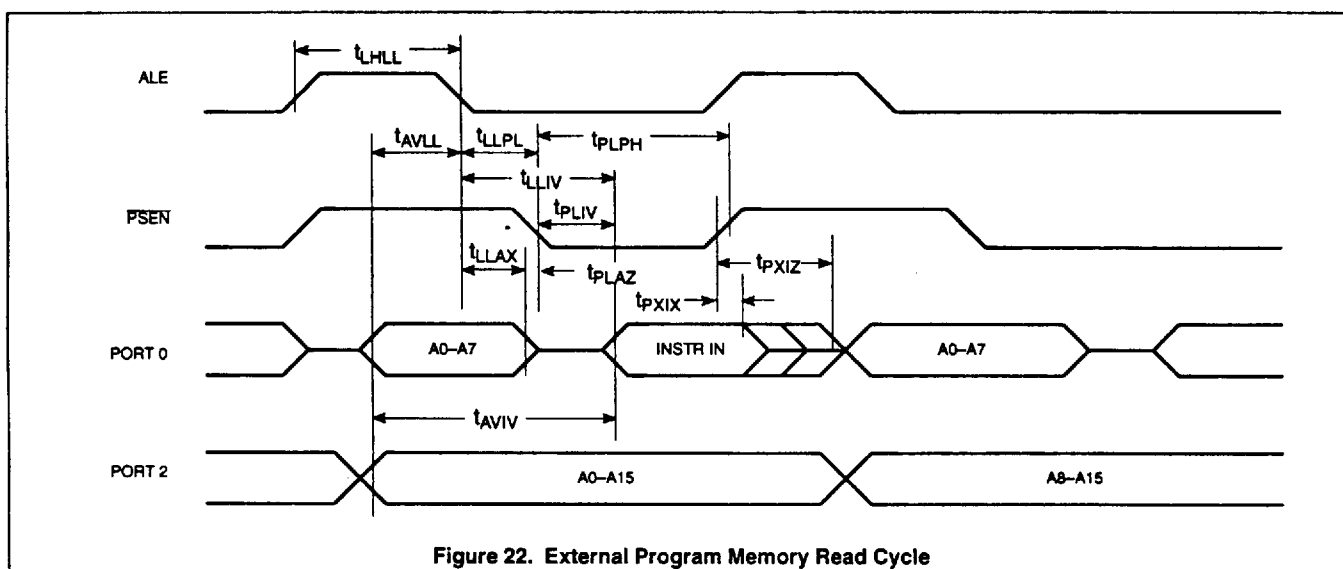 ALE
tLHLL
tAVLL
tLLPL
tPLPH
tLLIV
PSEN
tPLIV
tLLAX
tPLAZ
tPXIZ
tPXIX
PORT 0
A0–A7
INSTR IN
A0–A7
tAVIV
PORT 2
A0–A15
A8–A15
Figure 22. External Program Memory Read Cycle